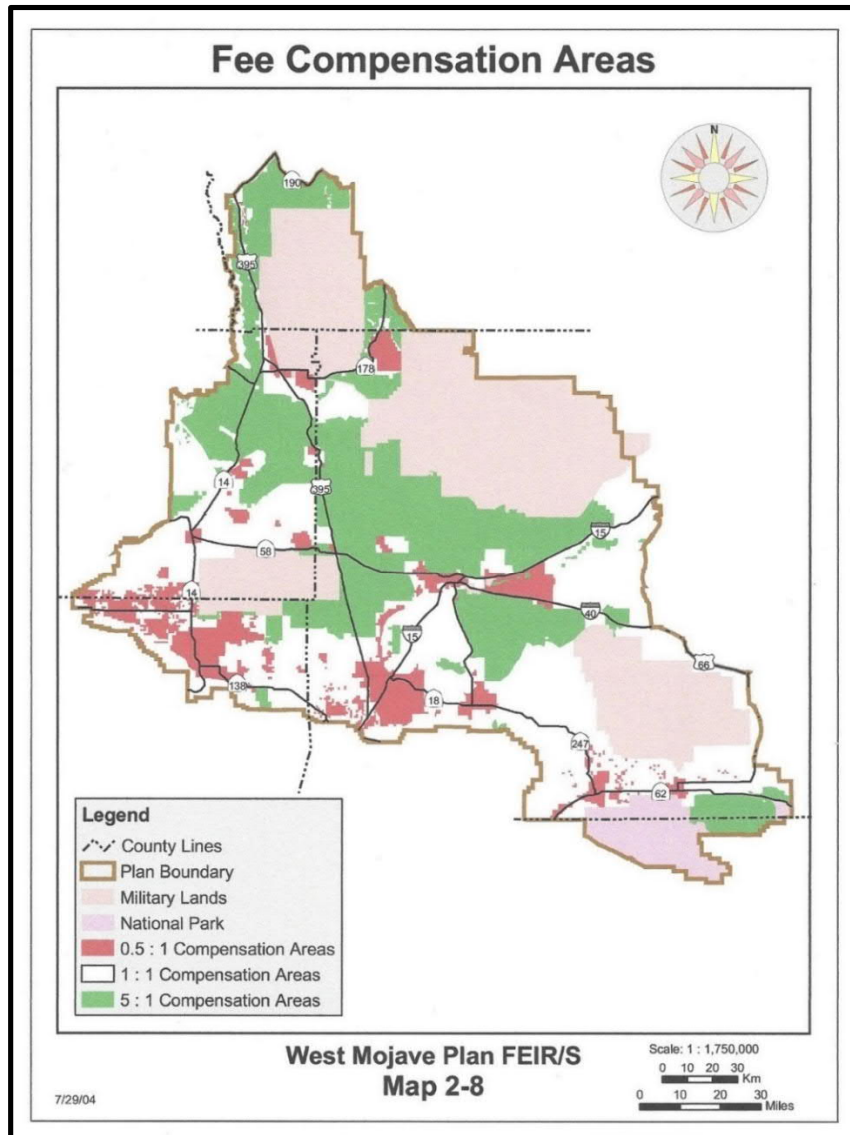 Fee Compensation Areas
N
190
395
178
14
395
15
58
14
40
15
66
138
18
247
62
Legend
County Lines
Plan Boundary
Military Lands
National Park
0.5 : 1 Compensation Areas
1 : 1 Compensation Areas
5 : 1 Compensation Areas
West Mojave Plan FEIR/S
Map 2-8
7/29/04
Scale: 1 : 1,750,000
0 10 20 30
Km
0 10 20 30
Miles